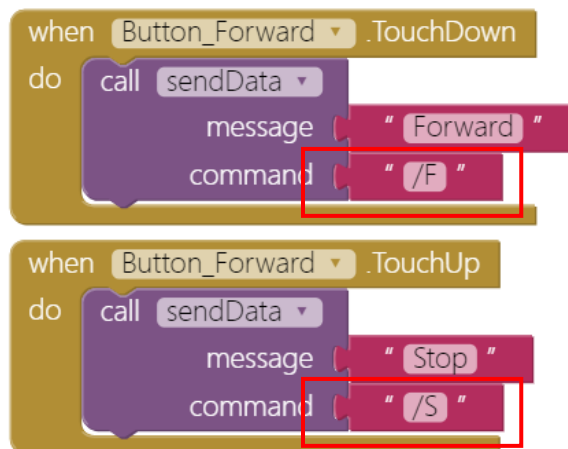 when Button_Forward .TouchDown
do call sendData
message " Forward "
command " /F "
when Button_Forward .TouchUp
do call sendData
message " Stop "
command " /S "